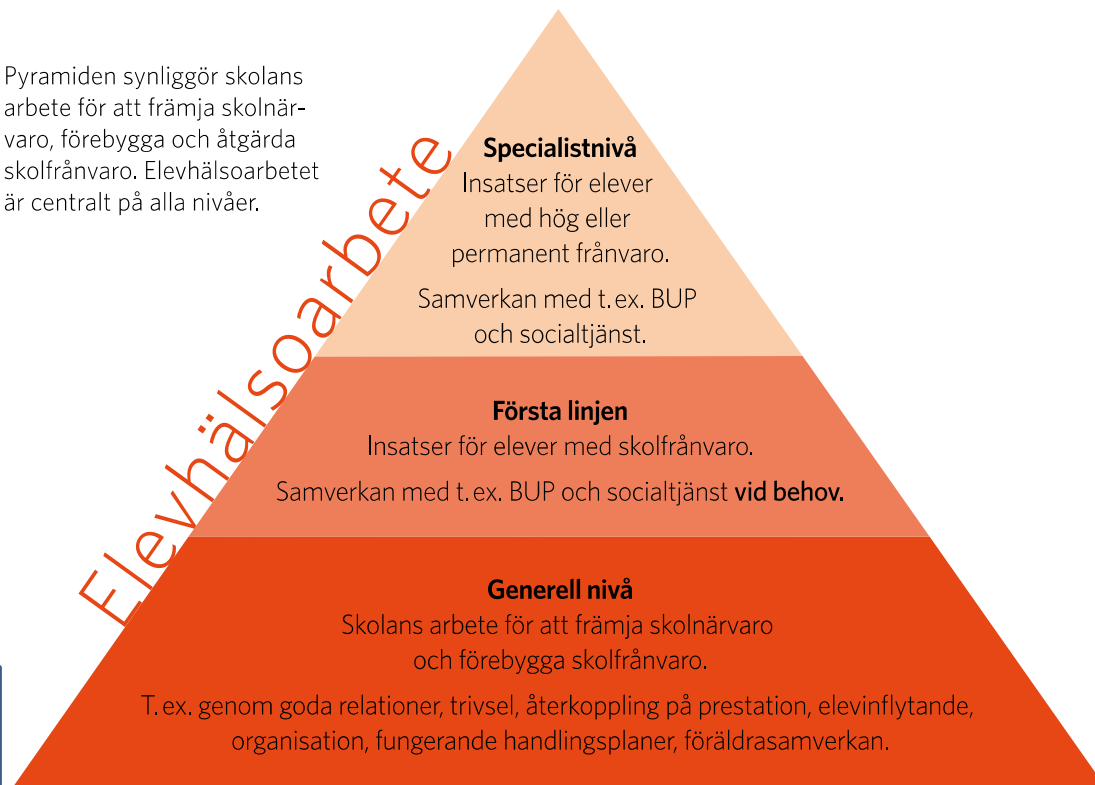 Pyramiden synliggör skolans
arbete för att främja skolnär-
varo, förebygga och åtgärda
skolfrånvaro. Elevhälsoarbetet
är centralt på alla nivåer.
Elevhälsoarbete
Specialistnivå
Insatser för elever
med hög eller
permanent frånvaro.
Samverkan med t.ex. BUP
och socialtjänst.
Första linjen
Insatser för elever med skolfrånvaro.
Samverkan med t.ex. BUP och socialtjänst vid behov.
Generell nivå
Skolans arbete för att främja skolnärvaro
och förebygga skolfrånvaro.
T.ex. genom goda relationer, trivsel, återkoppling på prestation, elevinflytande,
organisation, fungerande handlingsplaner, föräldrasamverkan.